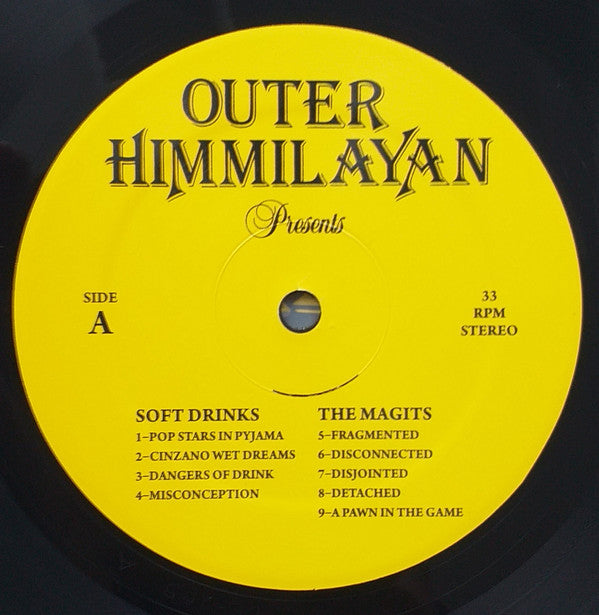 OUTER
HIMMILAYAN
Presents
SIDE
A
33
RPM
STEREO
SOFT DRINKS
1–POP STARS IN PYJAMA
2–CINZANO WET DREAMS
3–DANGERS OF DRINK
4–MISCONCEPTION
THE MAGITS
5–FRAGMENTED
6–DISCONNECTED
7–DISJOINTED
8–DETACHED
9–A PAWN IN THE GAME